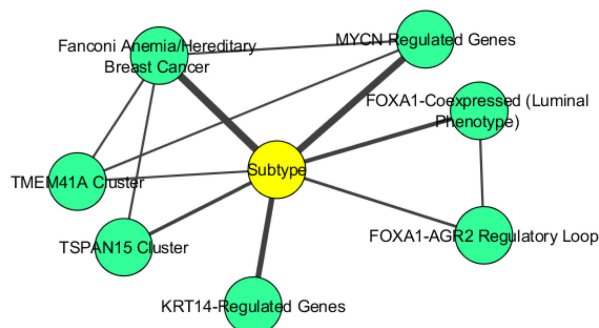 Fanconi Anemia/Hereditary
Breast Cancer
MYCN Regulated Genes
FOXA1-Coexpressed (Luminal
Phenotype)
Subtype
TMEM41A Cluster
TSPAN15 Cluster
FOXA1-AGR2 Regulatory Loop
KRT14-Regulated Genes